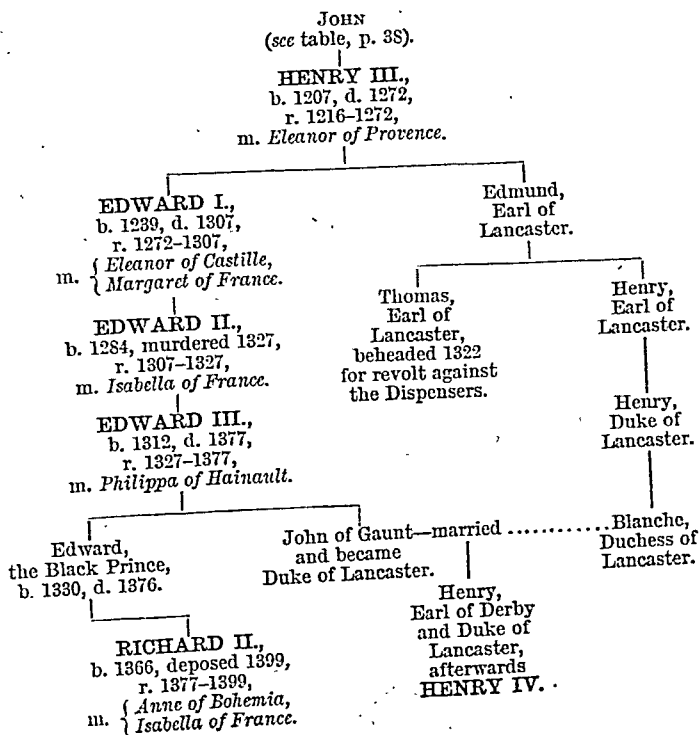 JOHN
(see table, p. 38).
HENRY III.,
b. 1207, d. 1272,
r. 1216–1272,
m. Eleanor of Provence.
EDWARD I.,
b. 1239, d. 1307,
r. 1272–1307,
m. { Eleanor of Castille,
Margaret of France.
Edmund,
Earl of
Lancaster.
EDWARD II.,
b. 1284, murdered 1327,
r. 1307–1327,
m. Isabella of France.
Thomas,
Earl of
Lancaster,
beheaded 1322
for revolt against
the Dispensers.
Henry,
Earl of
Lancaster.
EDWARD III.,
b. 1312, d. 1377,
r. 1327–1377,
m. Philippa of Hainault.
Henry,
Duke of
Lancaster.
Edward,
the Black Prince,
b. 1330, d. 1376.
John of Gaunt—married ............ Blanche,
and became
Duke of Lancaster.
Duchess of
Lancaster.
RICHARD II.,
b. 1366, deposed 1399,
r. 1377–1399,
m. { Anne of Bohemia,
Isabella of France.
Henry,
Earl of Derby
and Duke of
Lancaster,
afterwards
HENRY IV.